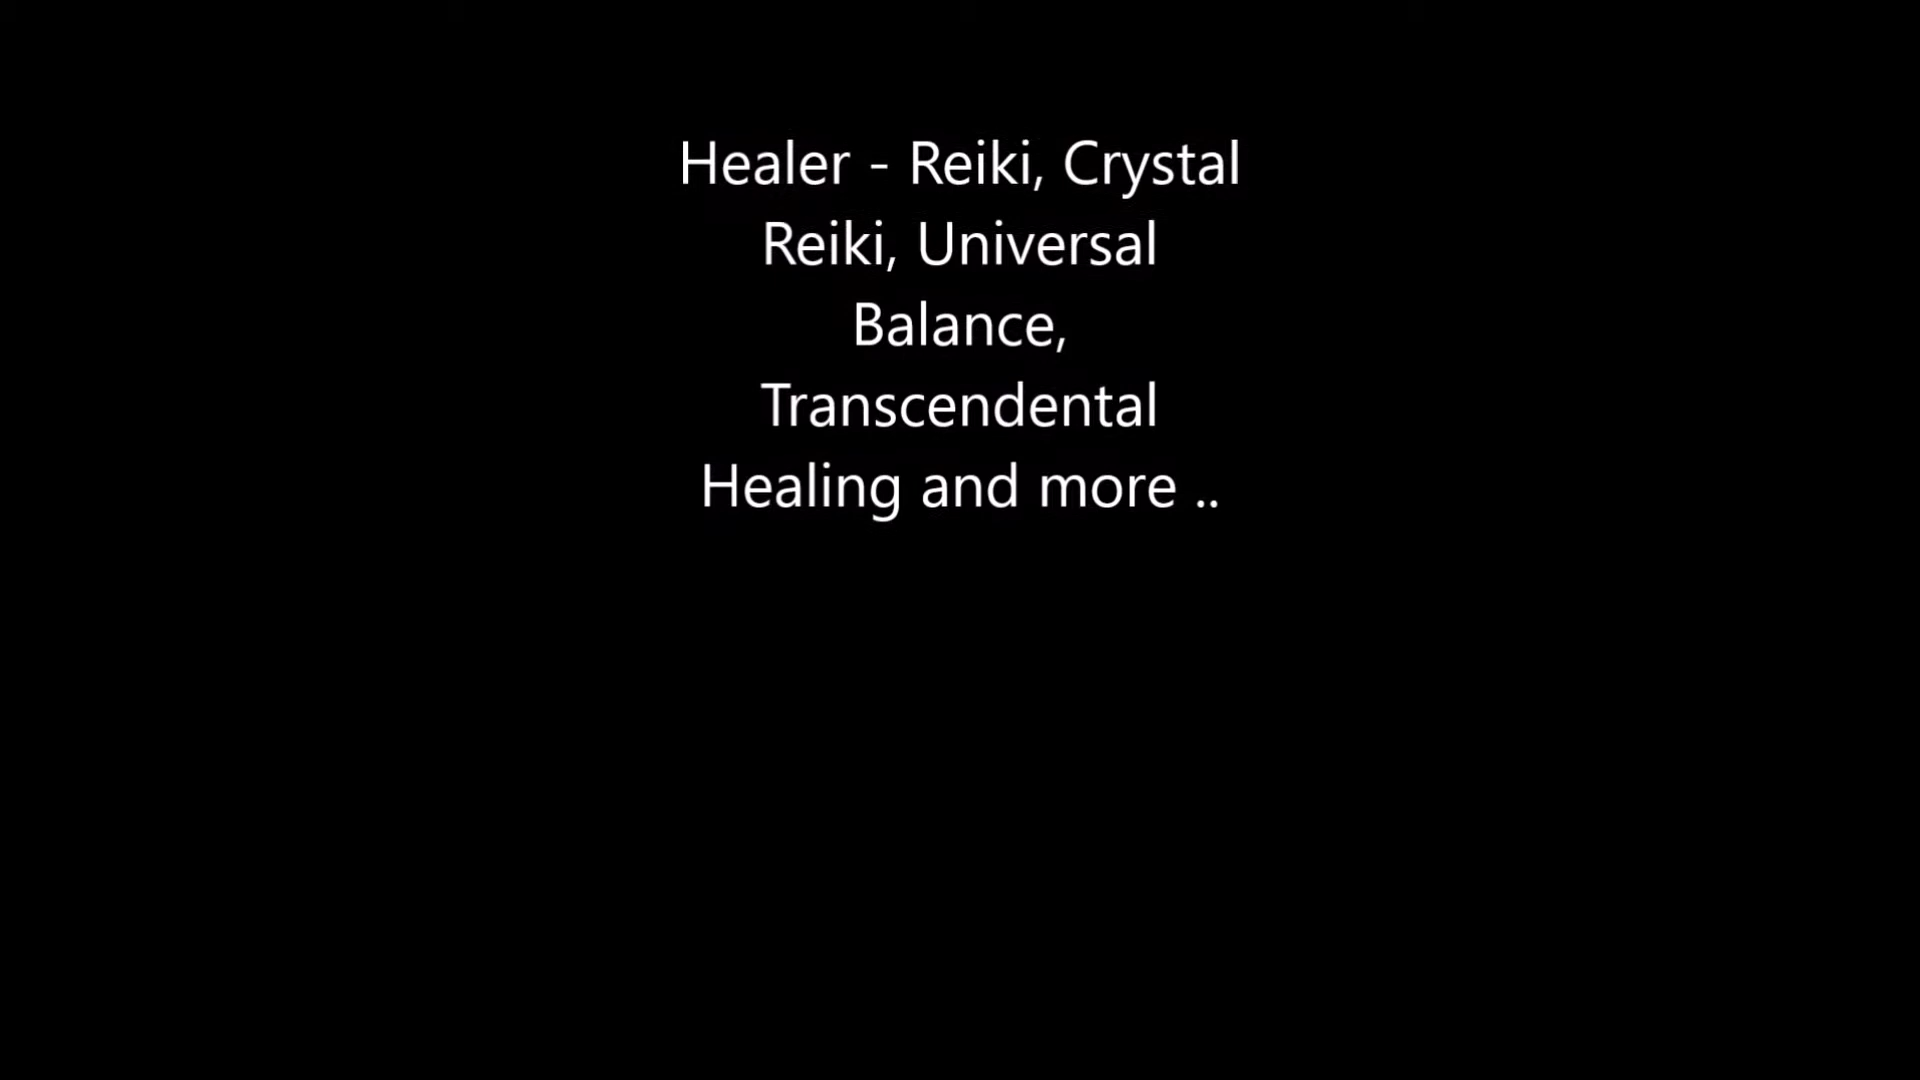 Healer - Reiki, Crystal
Reiki, Universal
Balance,
Transcendental
Healing and more ..